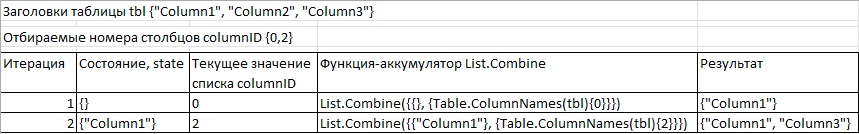 Заголовки таблицы tbl {"Column1", "Column2", "Column3"}
Отбираемые номера столбцов columnID {0,2}
Итерация Состояние, state Текущее значение списка columnID Функция-аккумулятор List.Combine Результат
1 {} 0 List.Combine({{}, {Table.ColumnNames(tbl){0}}}) {"Column1"}
2 {"Column1"} 2 List.Combine({{"Column1"}, {Table.ColumnNames(tbl){2}}}) {"Column1", "Column3"}